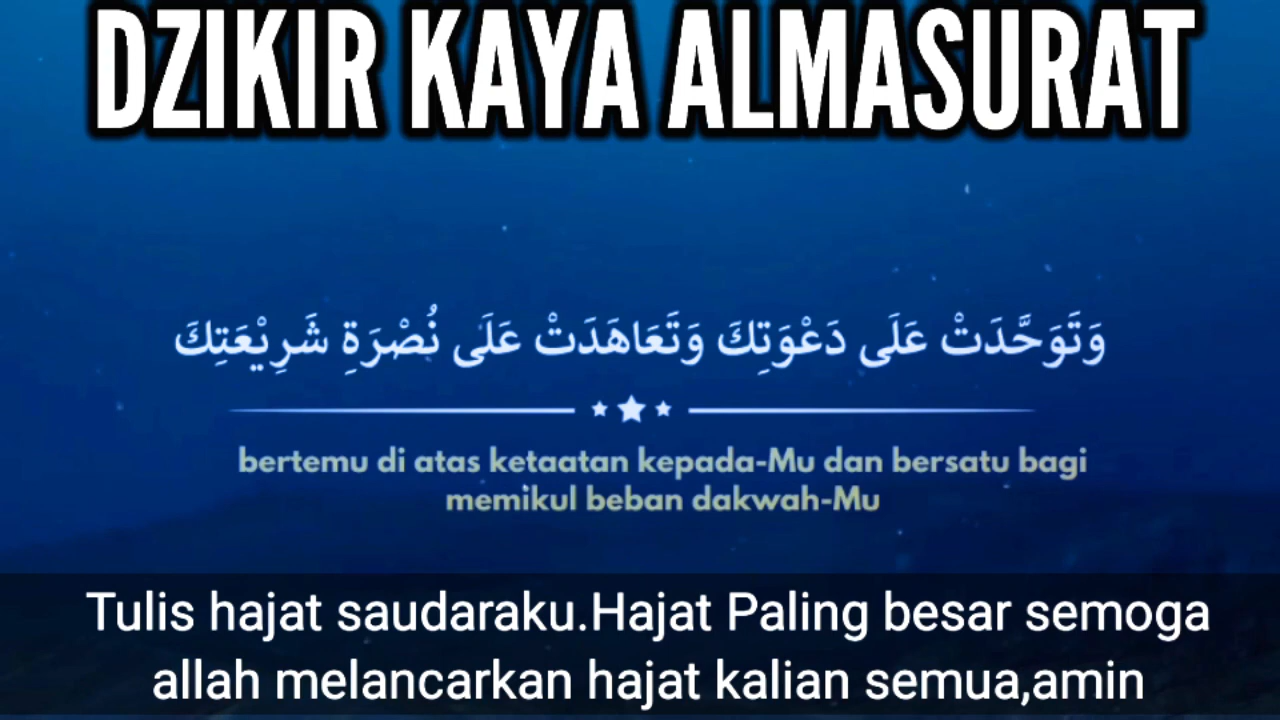 DZIKIR KAYA ALMASURAT
وَتَوَحَّدَتْ عَلَى دَعْوَتِكَ وَتَعَاهَدَتْ عَلَى نُصْرَةِ شَرِيْعَتِكَ
bertemu di atas ketaatan kepada-Mu dan bersatu bagi
memikul beban dakwah-Mu
Tulis hajat saudaraku.Hajat Paling besar semoga
allah melancarkan hajat kalian semua,amin